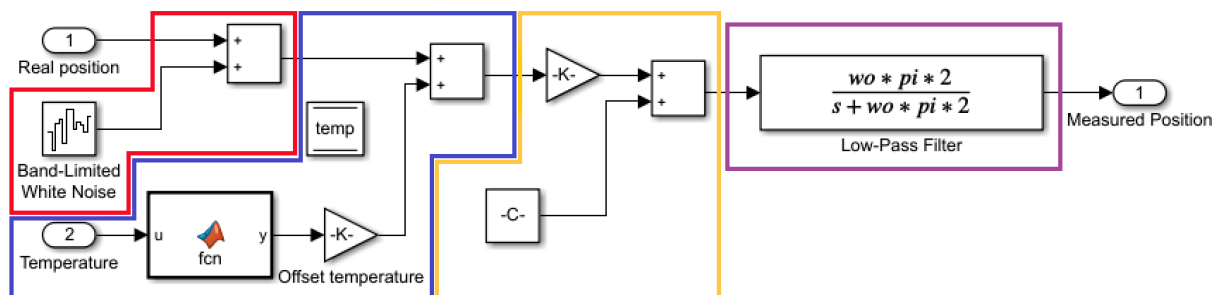 1
Real position
+
+
Band-Limited
White Noise
temp
2
Temperature
u
fcn
y
-K-
Offset temperature
+
+
-K-
-C-
+
+
wo * pi * 2
s + wo * pi * 2
Low-Pass Filter
1
Measured Position